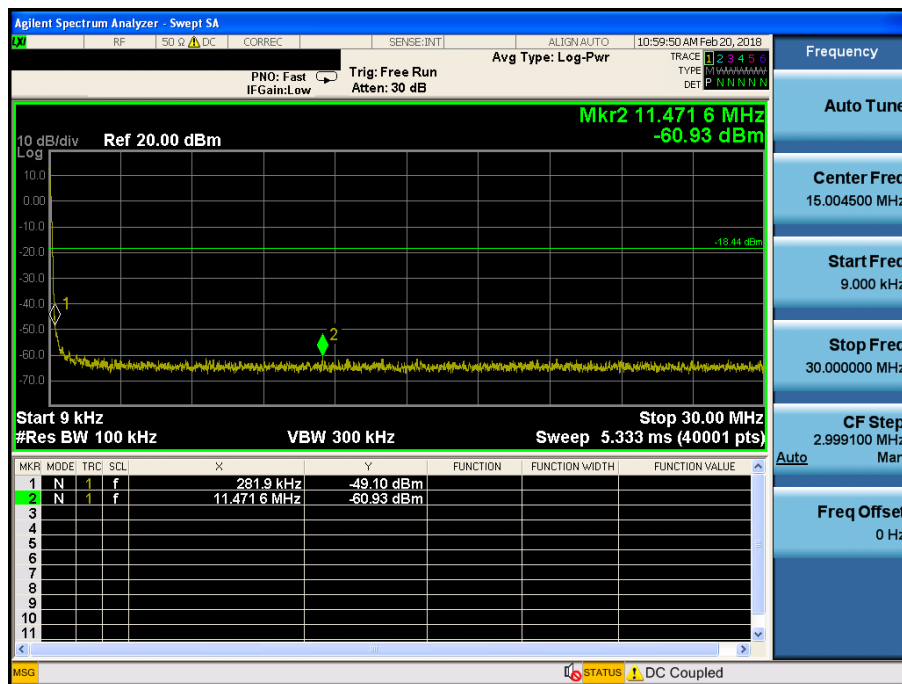 Agilent Spectrum Analyzer - Swept SA
LXI RF 50 Ω DC CORREC SENSE:INT ALIGN AUTO 10:59:50 AM Feb 20, 2018
Frequency
Avg Type: Log-Pwr
TRACE 1 2 3 4 5 6
PNO: Fast Trig: Free Run
TYPE M
IFGain:Low Atten: 30 dB
DET P N N N N N
Auto Tune
Mkr2 11.471 6 MHz
-60.93 dBm
10 dB/div Ref 20.00 dBm
Log
10.0
0.00
-10.0
-20.0
-30.0
-40.0
-50.0
-60.0
-70.0
-18.44 dBm
1
2
Center Freq
15.004500 MHz
Start Freq
9.000 kHz
Stop Freq
30.000000 MHz
Start 9 kHz Stop 30.00 MHz
#Res BW 100 kHz VBW 300 kHz Sweep 5.333 ms (40001 pts)
CF Step
2.999100 MHz
Auto Man
MKR MODE TRC SCL X Y FUNCTION FUNCTION WIDTH FUNCTION VALUE
1 N 1 f 281.9 kHz -49.10 dBm
2 N 1 f 11.471 6 MHz -60.93 dBm
3
4
5
6
7
8
9
10
11
Freq Offset
0 Hz
MSG STATUS DC Coupled